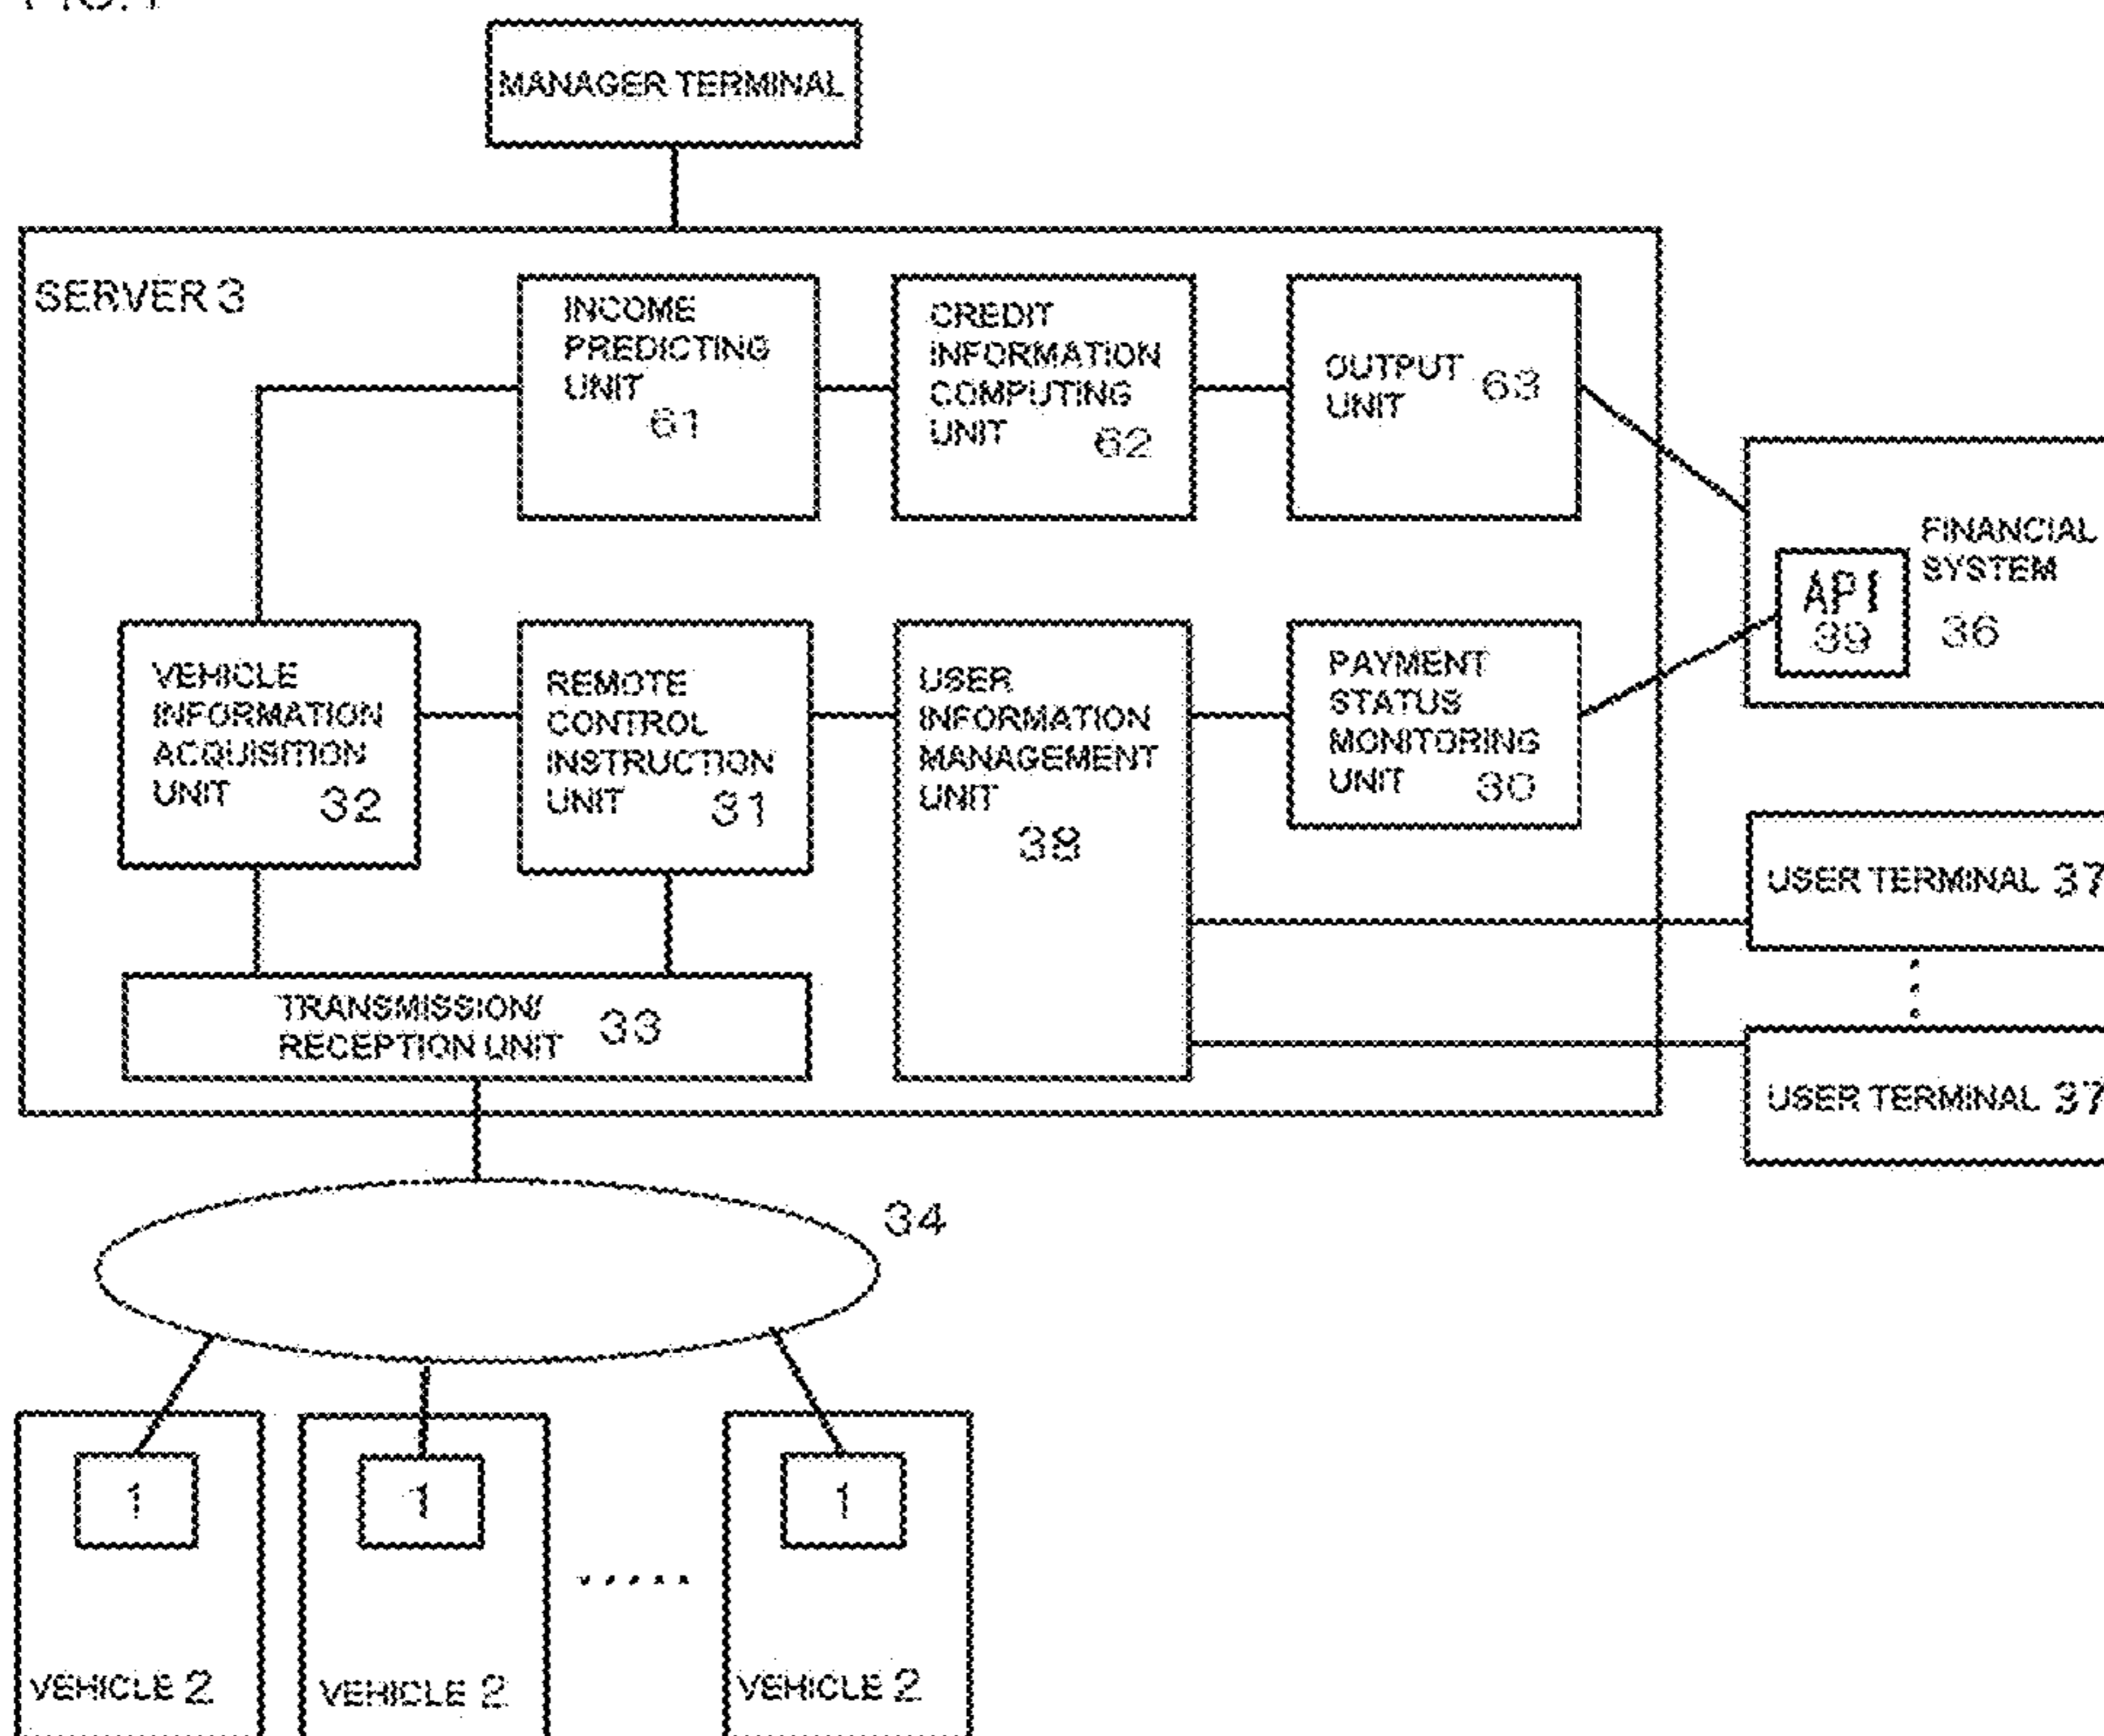 MANAGER TERMINAL
SERVER 3
INCOME
PREDICTING
UNIT
61
CREDIT
INFORMATION
COMPUTING
UNIT 62
OUTPUT 63
UNIT
FINANCIAL
SYSTEM
36
API
39
VEHICLE
INFORMATION
ACQUISITION
UNIT 32
REMOTE
CONTROL
INSTRUCTION
UNIT 31
USER
INFORMATION
MANAGEMENT
UNIT
38
PAYMENT
STATUS
MONITORING
UNIT 30
USER TERMINAL 37
USER TERMINAL 37
TRANSMISSION/
RECEPTION UNIT 33
34
1
1
1
VEHICLE 2
VEHICLE 2
VEHICLE 2